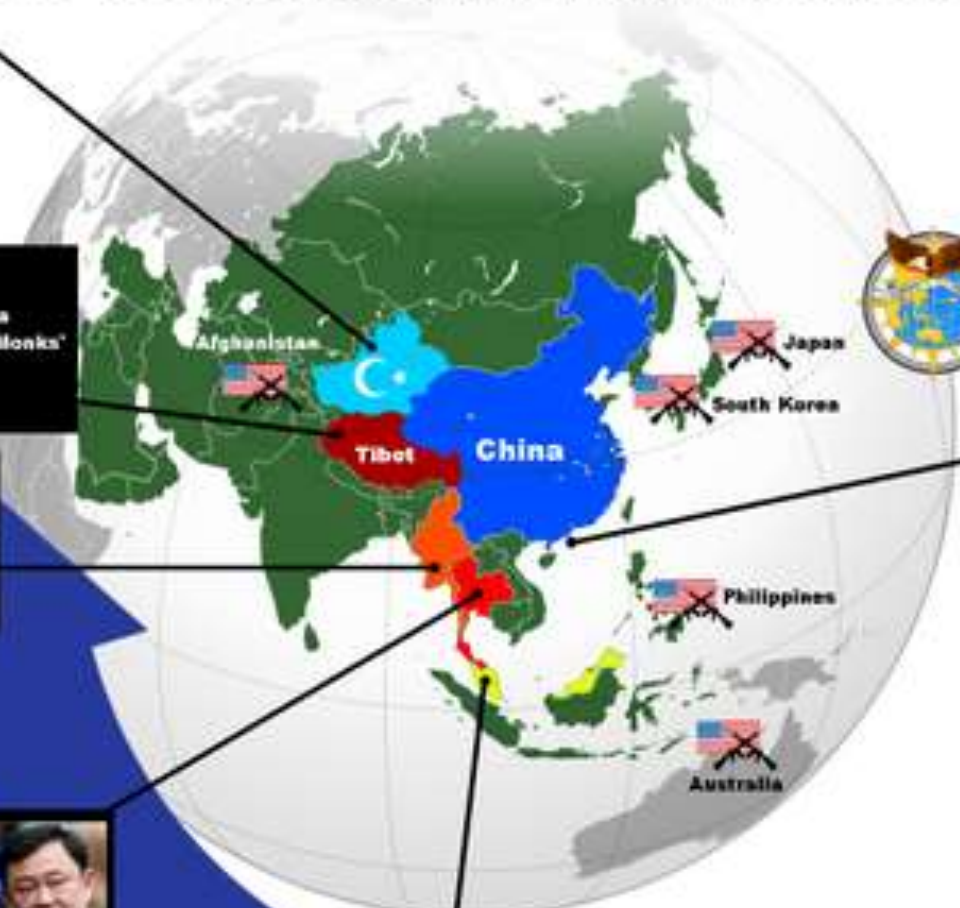 Monks"
Afghanistan
Japan
South Korea
Tibet
China
Philippines
Australia